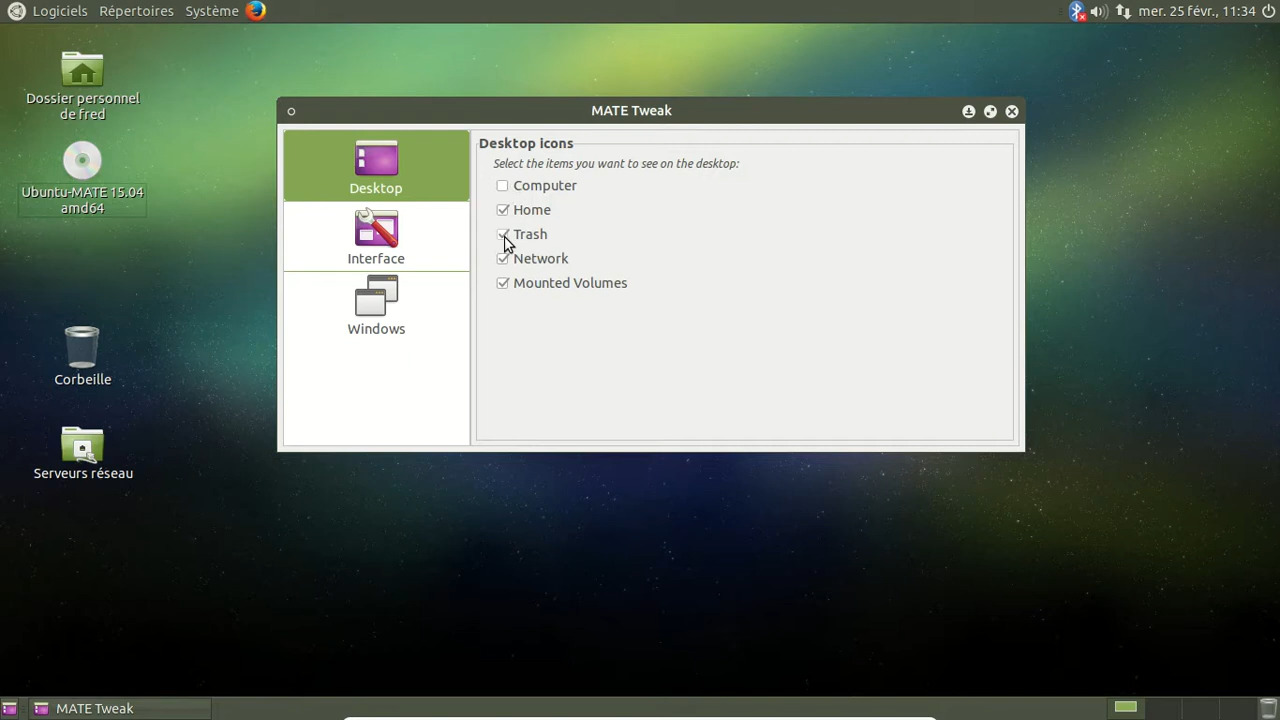 Logiciels Répertoires Système
mer. 25 févr., 11:34
Dossier personnel
de fred
Ubuntu-MATE 15.04
amd64
Corbeille
Serveurs réseau
MATE Tweak
Desktop
Interface
Windows
Desktop icons
Select the items you want to see on the desktop:
Computer
Home
Trash
Network
Mounted Volumes
MATE Tweak